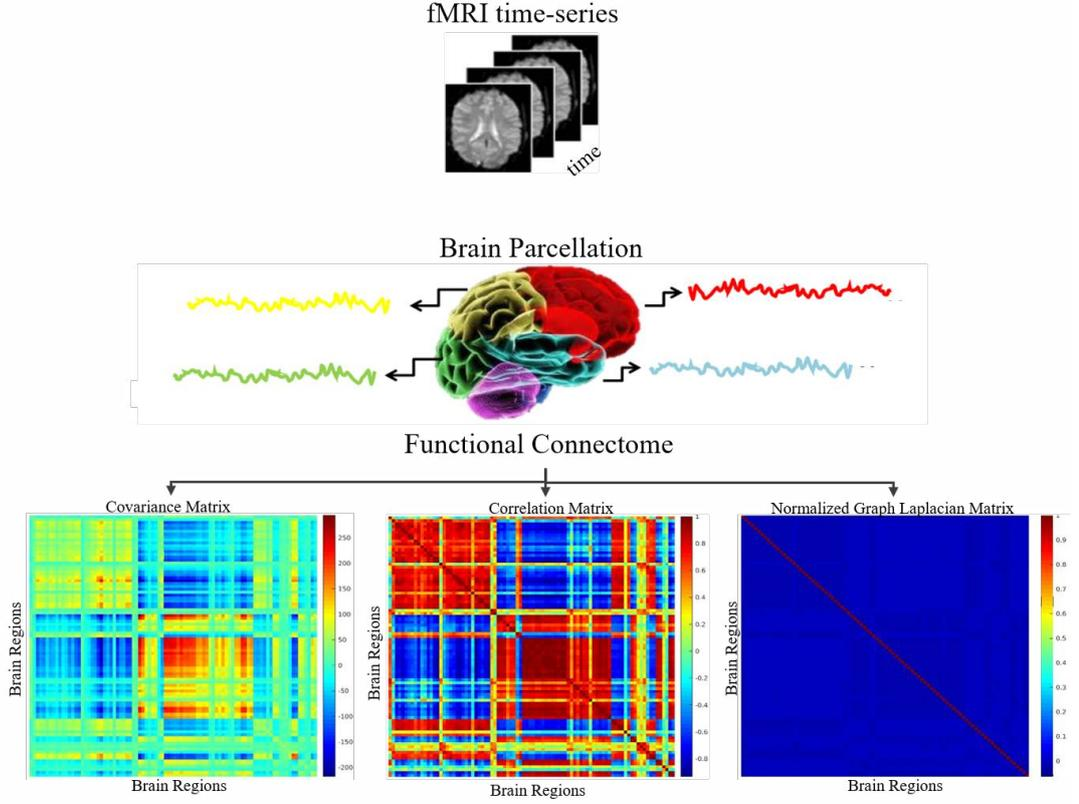 fMRI time-series
time
Brain Parcellation
Functional Connectome
Covariance Matrix
Correlation Matrix
Normalized Graph Laplacian Matrix
Brain Regions
250
200
150
100
50
0
-50
-100
-150
-200
Brain Regions
Brain Regions
1
0.8
0.6
0.4
0.2
0
-0.2
-0.4
-0.6
-0.8
Brain Regions
Brain Regions
1
0.9
0.8
0.7
0.6
0.5
0.4
0.3
0.2
0.1
0
Brain Regions